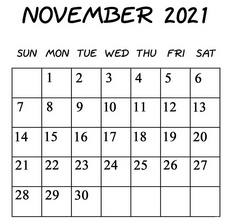 NOVEMBER 2021
SUN MON TUE WED THU FRI SAT
1 2 3 4 5 6
7 8 9 10 11 12 13
14 15 16 17 18 19 20
21 22 23 24 25 26 27
28 29 30